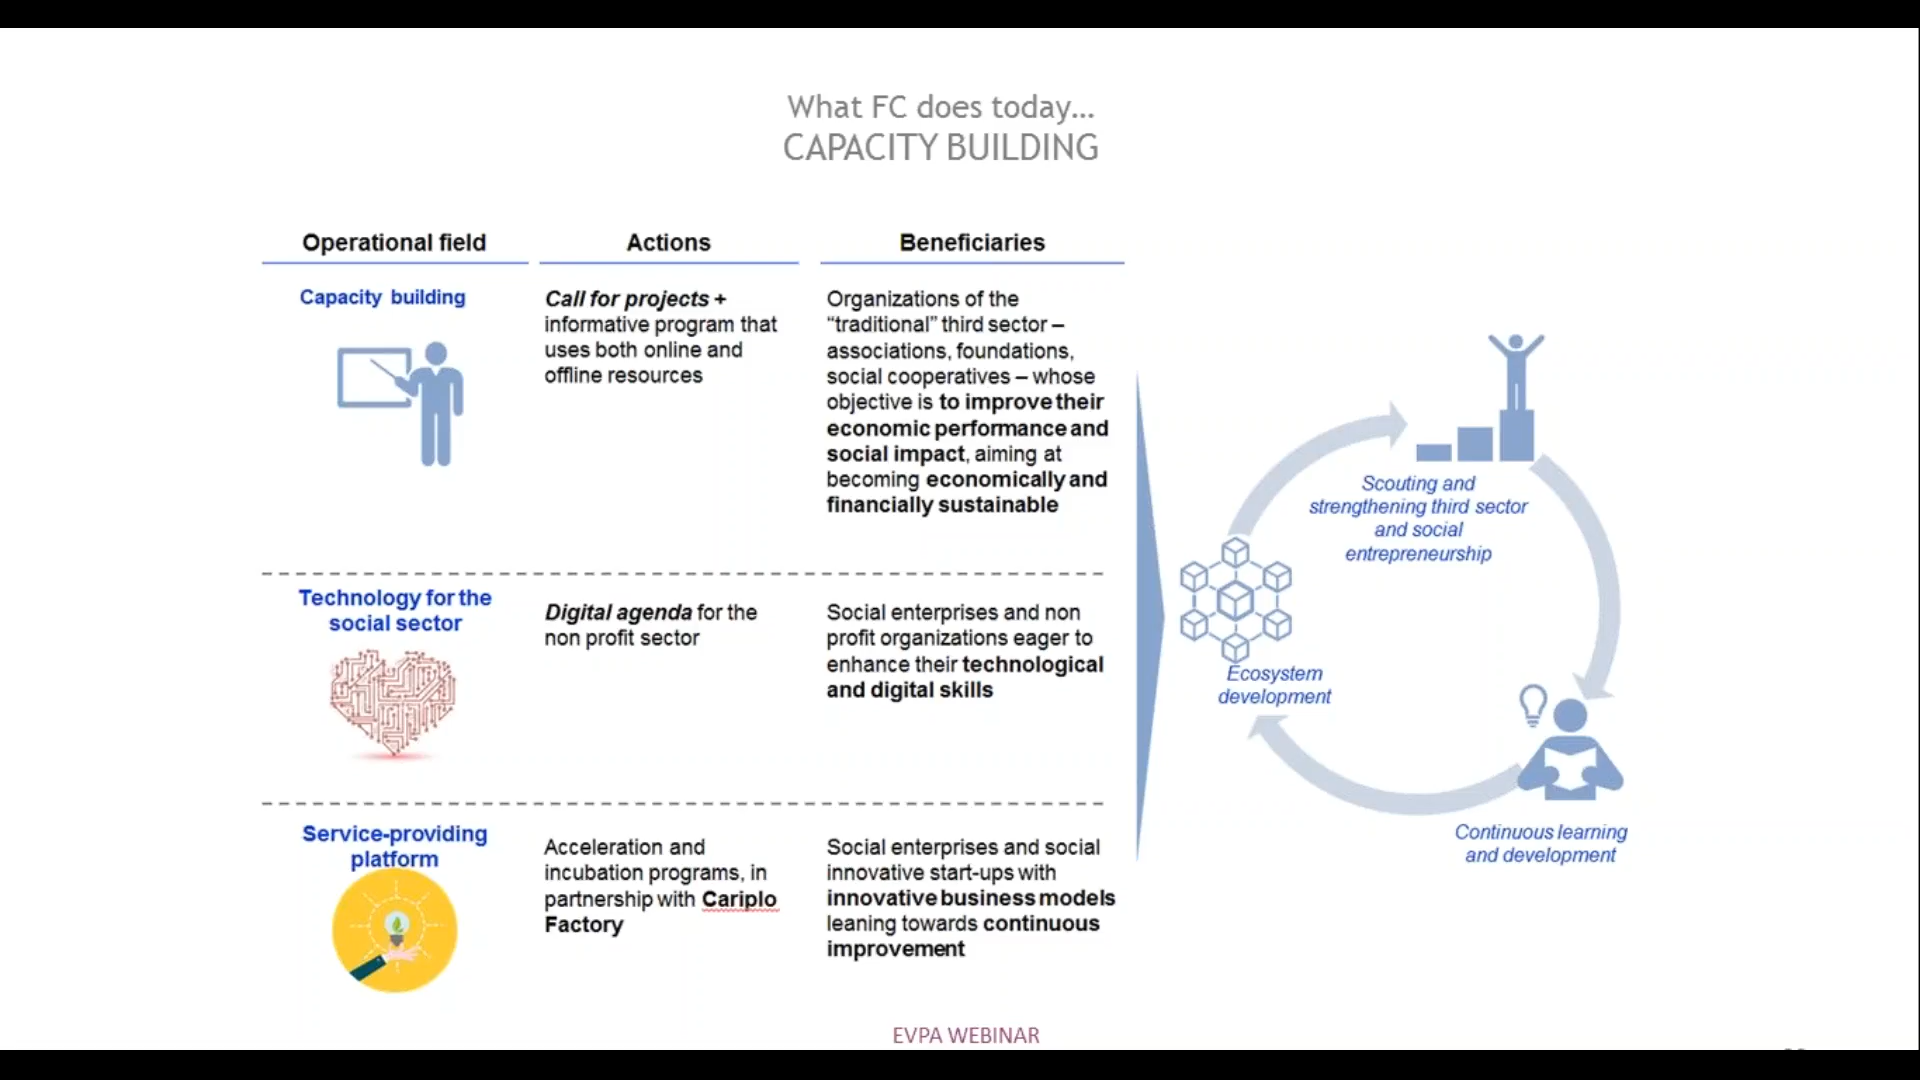 What FC does today...
CAPACITY BUILDING
Operational field
Actions
Beneficiaries
Capacity building
Call for projects +
informative program that
uses both online and
offline resources
Organizations of the
“traditional” third sector –
associations, foundations,
social cooperatives – whose
objective is to improve their
economic performance and
social impact, aiming at
becoming economically and
financially sustainable
Technology for the
social sector
Digital agenda for the
non profit sector
Social enterprises and non
profit organizations eager to
enhance their technological
and digital skills
Service-providing
platform
Acceleration and
incubation programs, in
partnership with Cariplo
Factory
Social enterprises and social
innovative start-ups with
innovative business models
leaning towards continuous
improvement
Scouting and
strengthening third sector
and social
entrepreneurship
Ecosystem
development
Continuous learning
and development
EVPA WEBINAR